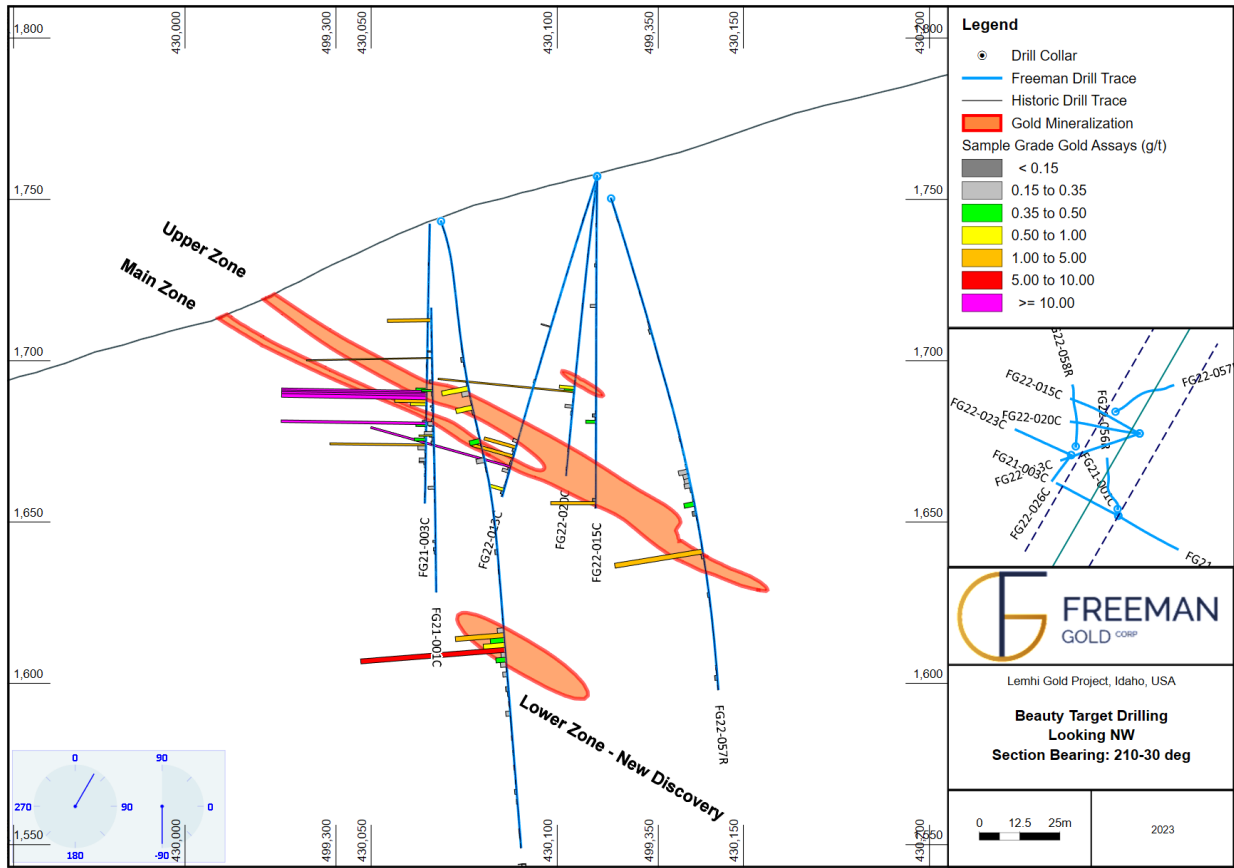 430,000
499,300
430,050
430,100
499,350
430,150
430,200
1,800
1,800
1,750
1,750
1,700
1,700
1,650
1,650
1,600
1,600
1,550
1,550
Upper Zone
Main Zone
FG21-003C
FG21-001C
FG22-013C
FG22-020C
FG22-015C
FG22-057R
Lower Zone - New Discovery
0
90
180
270
90
0
-90
430,000
499,300
430,050
430,100
499,350
430,150
430,200
Legend
Drill Collar
Freeman Drill Trace
Historic Drill Trace
Gold Mineralization
Sample Grade Gold Assays (g/t)
< 0.15
0.15 to 0.35
0.35 to 0.50
0.50 to 1.00
1.00 to 5.00
5.00 to 10.00
>= 10.00
FG22-058R
FG22-057R
FG22-015C
FG22-020C
FG22-023C
FG22-056R
FG22-013C
FG21-003C
FG21-001C
FG22-026C
FG21
FREEMAN
GOLD CORP
Lemhi Gold Project, Idaho, USA
Beauty Target Drilling
Looking NW
Section Bearing: 210-30 deg
0 12.5 25m
2023